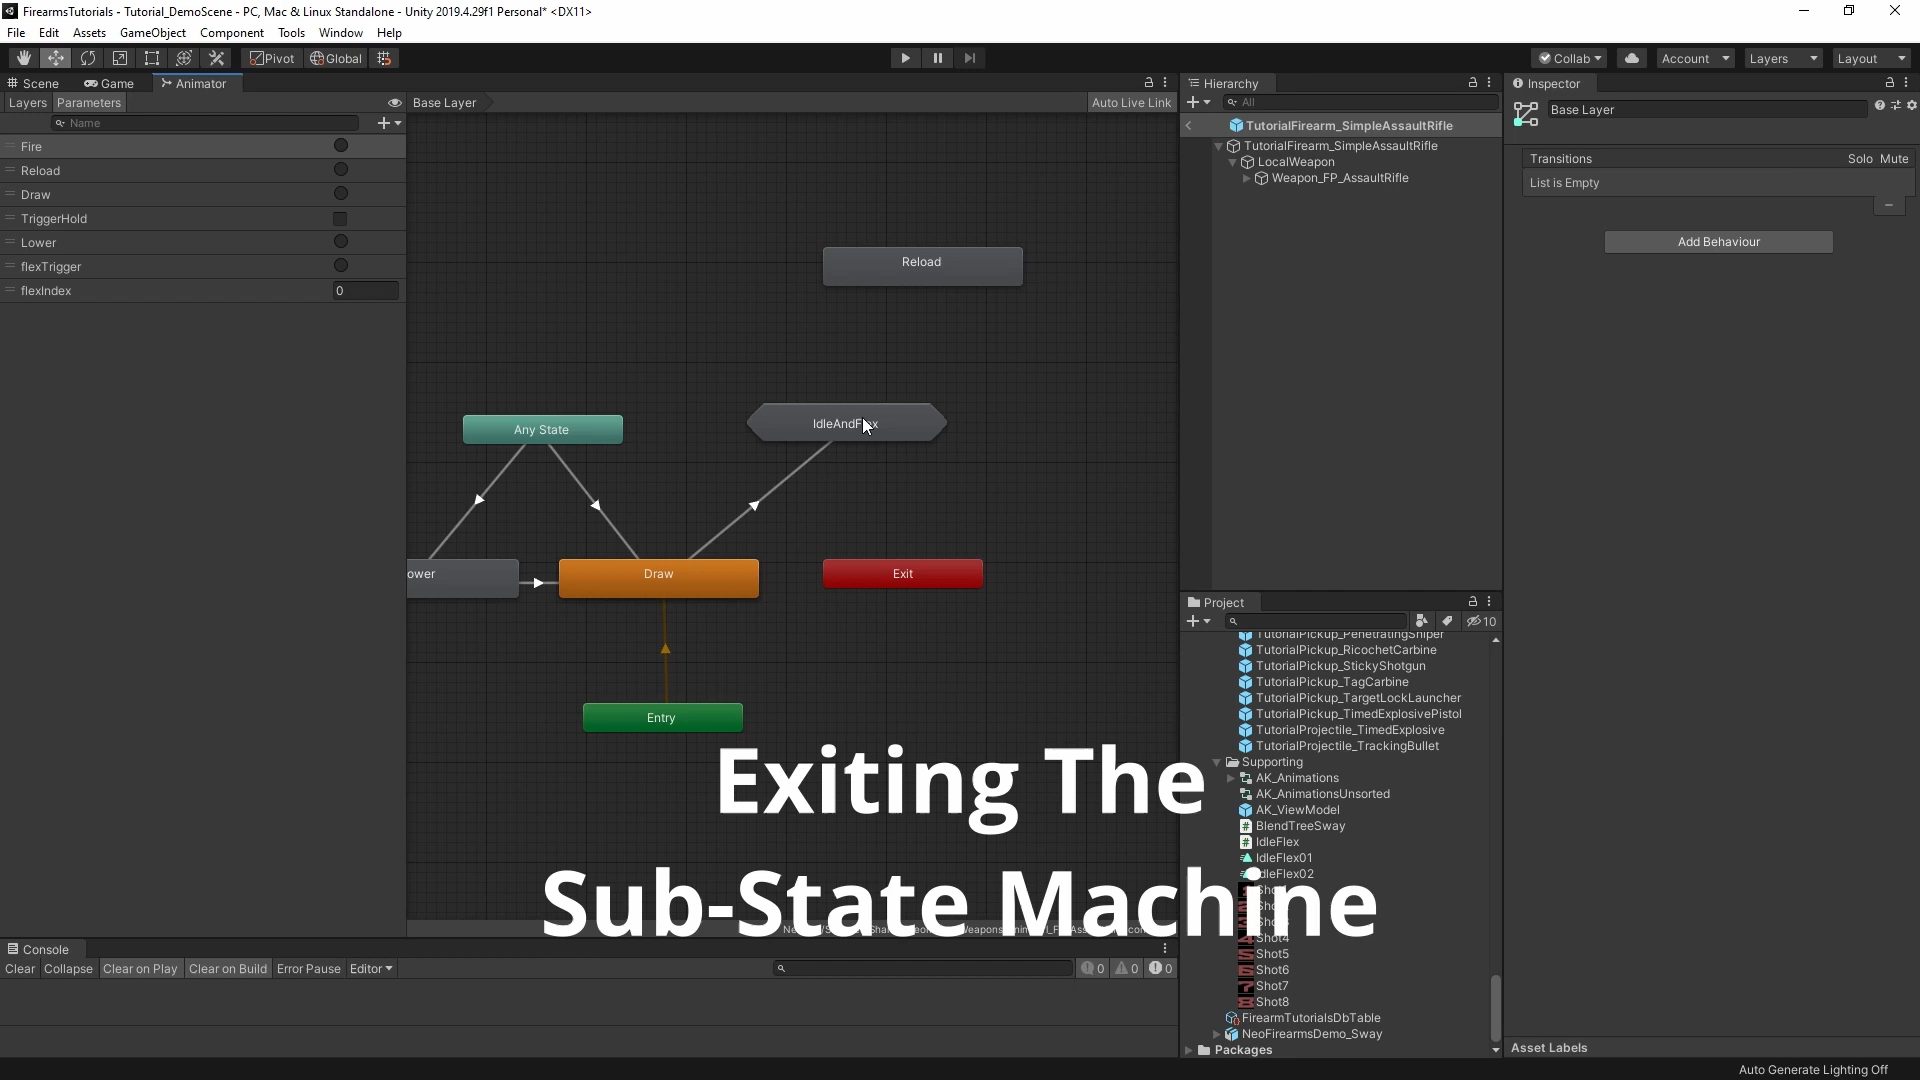 FirearmsTutorials - Tutorial_DemoScene - PC, Mac & Linux Standalone - Unity 2019.4.29f1 Personal* <DX11>
File Edit Assets GameObject Component Tools Window Help
Pivot Global Collab Account Layers Layout
Scene Game Animator
Layers Parameters
Name
Fire
Reload
Draw
TriggerHold
Lower
flexTrigger
flexIndex 0
Base Layer Auto Live Link
Reload
Any State
ower
Draw
Exit
Entry
Exiting The
Sub-State Machine
Hierarchy
All
TutorialFirearm_SimpleAssaultRifle
TutorialFirearm_SimpleAssaultRifle
LocalWeapon
Weapon_FP_AssaultRifle
Project
10
TutorialPickup_PenetratingSniper
TutorialPickup_RicochetCarbine
TutorialPickup_StickyShotgun
TutorialPickup_TagCarbine
TutorialPickup_TargetLockLauncher
TutorialPickup_TimedExplosivePistol
TutorialProjectile_TimedExplosive
TutorialProjectile_TrackingBullet
Supporting
AK_Animations
AK_AnimationsUnsorted
AK_ViewModel
BlendTreeSway
IdleFlex
IdleFlex01
IdleFlex02
Shot4
Shot5
Shot6
Shot7
Shot8
FirearmTutorialsDbTable
NeoFirearmsDemo_Sway
Packages
Inspector
Base Layer
Transitions Solo Mute
List is Empty
Add Behaviour
Asset Labels
Console
Clear Collapse Clear on Play Clear on Build Error Pause Editor 0 0 0
Auto Generate Lighting Off